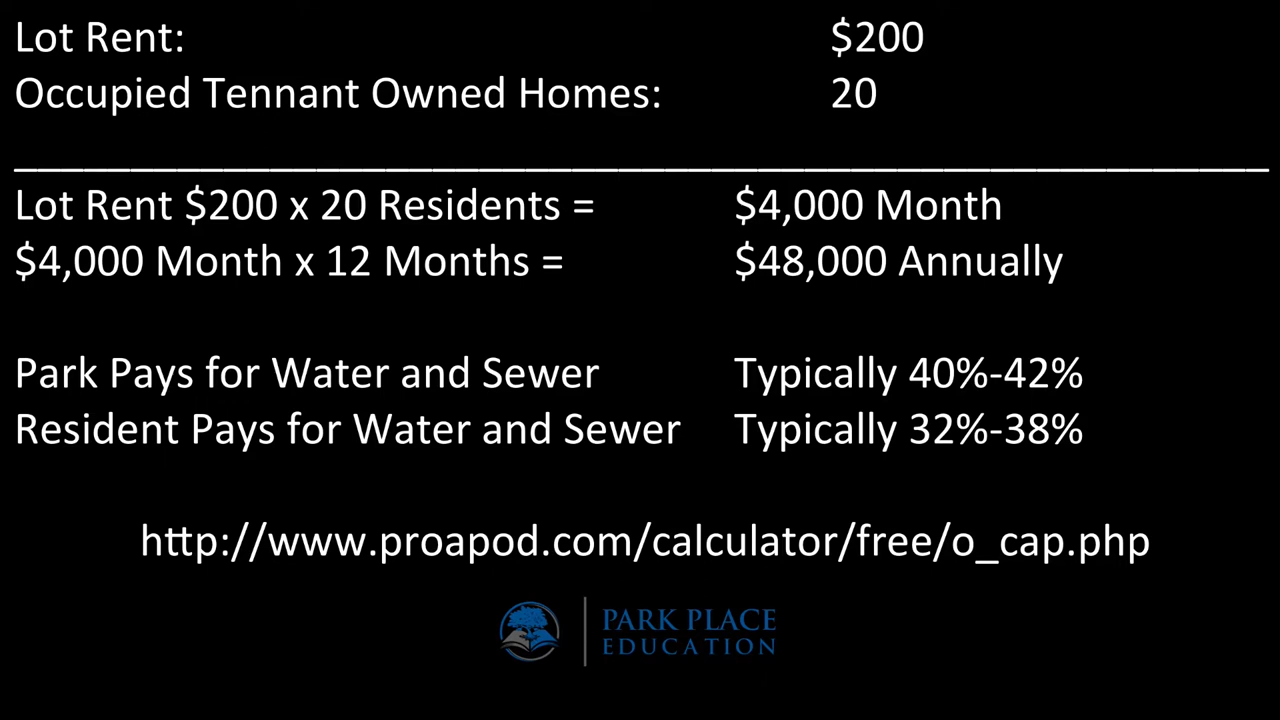 Lot Rent: $200
Occupied Tennant Owned Homes: 20
Lot Rent $200 x 20 Residents = $4,000 Month
$4,000 Month x 12 Months = $48,000 Annually
Park Pays for Water and Sewer Typically 40%-42%
Resident Pays for Water and Sewer Typically 32%-38%
http://www.proapod.com/calculator/free/o_cap.php
PARK PLACE
EDUCATION